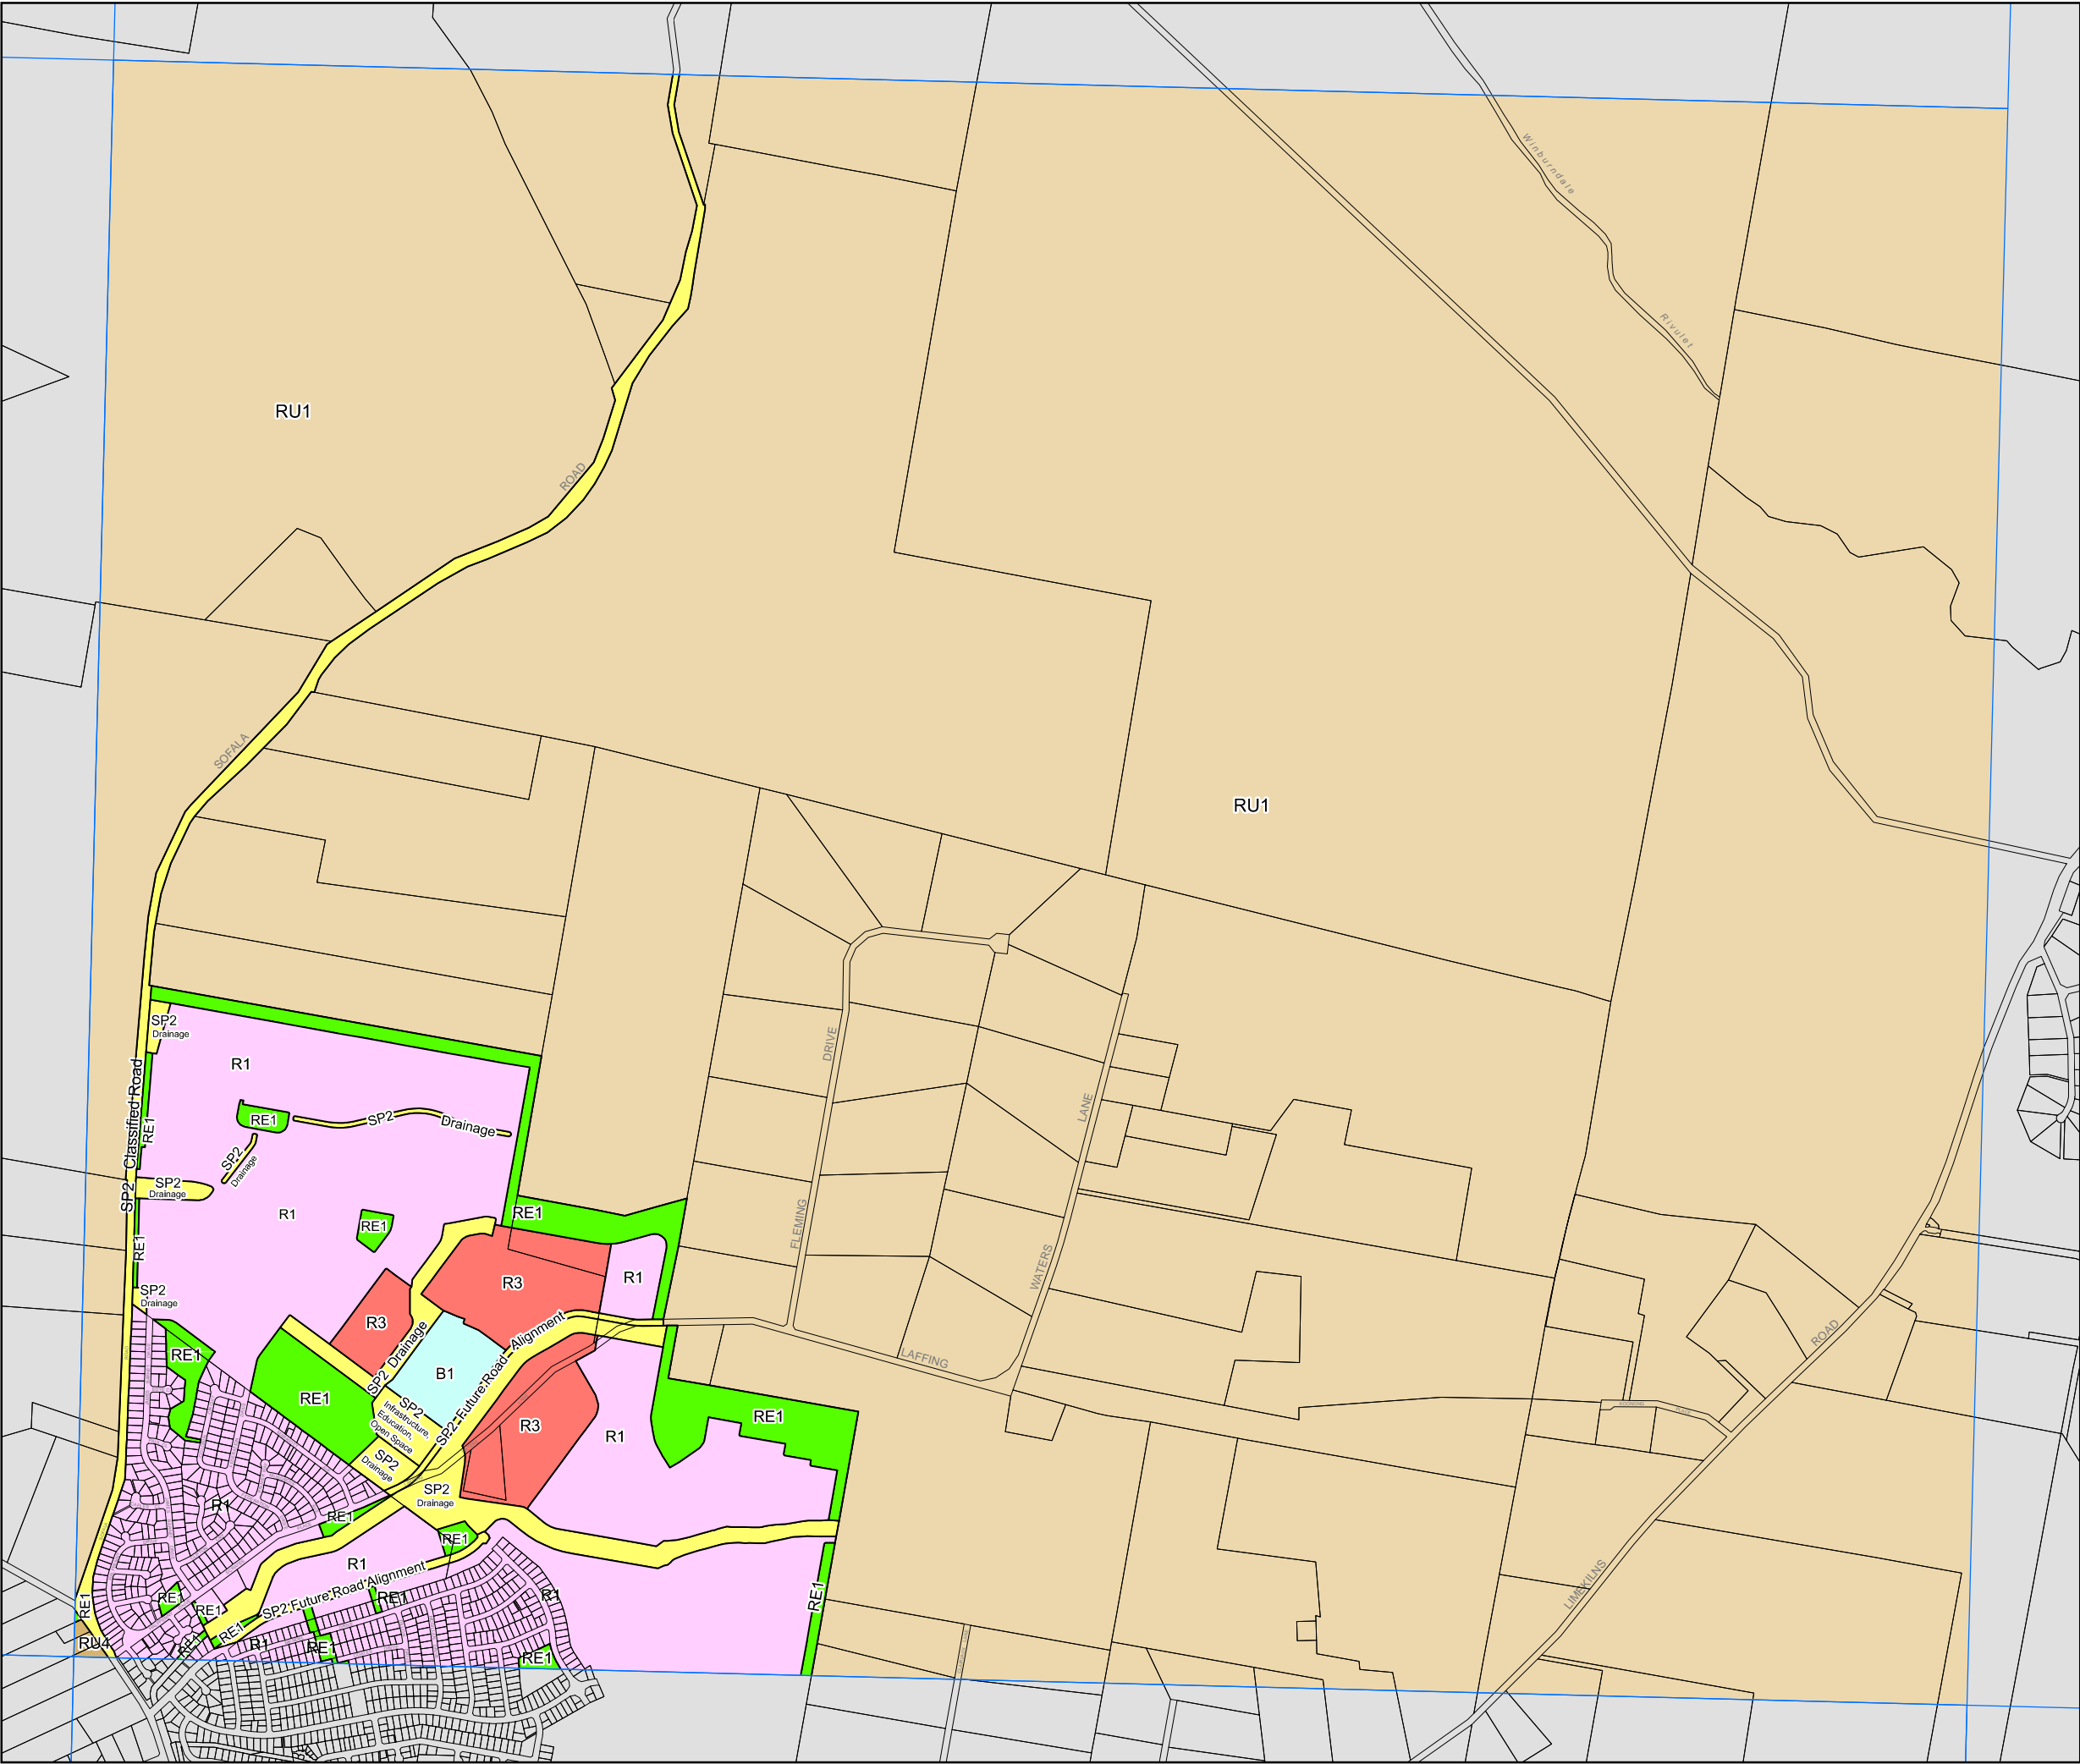 Winburndale
Rivulet
RU1
ROAD
SOFALA
RU1
SP2
Drainage
R1
SP2 Classified Road
RE1
RE1
SP2
Drainage
SP2
Drainage
SP2
Drainage
DRIVE
LANE
R1
RE1
RE1
RE1
FLEMING
WATERS
R3
R1
SP2
Drainage
R3
SP2 Drainage
SP2 Future Road Alignment
RE1
B1
LAFFING
ROAD
RE1
SP2
Infrastructure,
Education,
Open Space
R3
R1
RE1
SP2
Drainage
SP2
Drainage
R1
RE1
RE1
R1
SP2 Future Road Alignment
LIMEKILNS
RE1
RE1
RE1
RE1
R1
RE1
RU4
RE1
RE1
R1
RE1
RE1